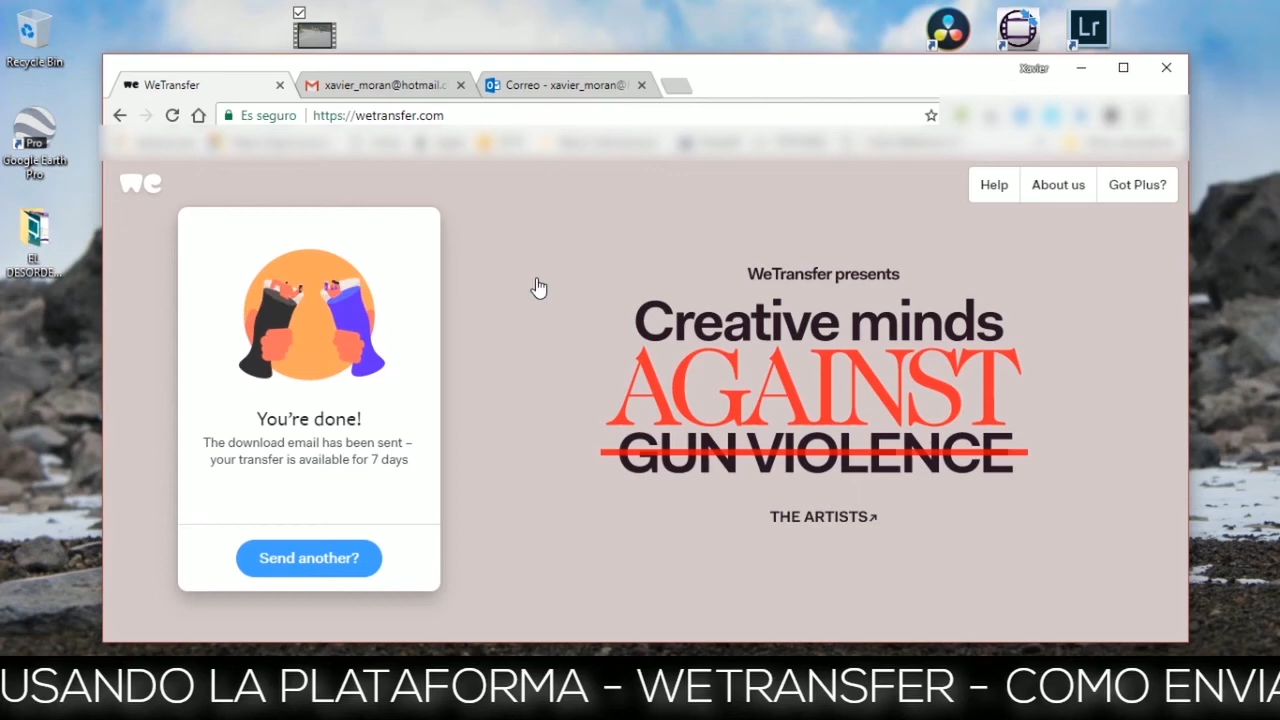 Recycle Bin
Lr
Xavier
WeTransfer
xavier_moran@hotmail.c
Correo - xavier_moran@
Es seguro
https://wetransfer.com
Pro
Google Earth
Pro
we
Help
About us
Got Plus?
EL
DESORDE...
WeTransfer presents
Creative minds
AGAINST
GUN VIOLENCE
THE ARTISTS↗
You’re done!
The download email has been sent –
your transfer is available for 7 days
Send another?
USANDO LA PLATAFORMA - WETRANSFER - COMO ENVIA